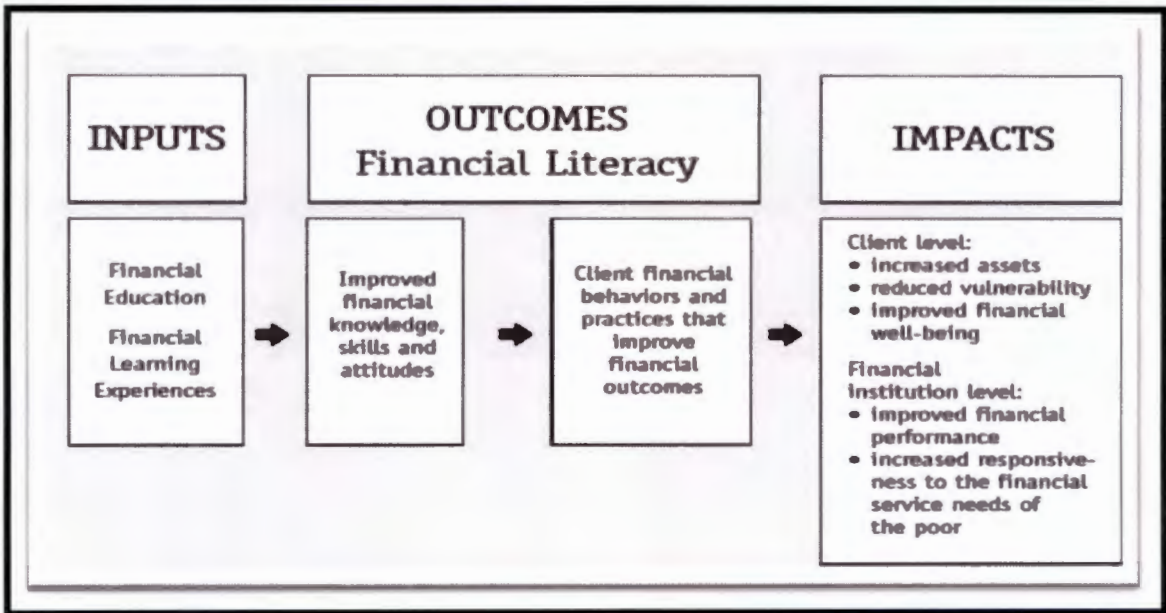 INPUTS
OUTCOMES
Financial Literacy
IMPACTS
Financial
Education
Financial
Learning
Experiences
Improved
financial
knowledge,
skills and
attitudes
Client financial
behaviors and
practices that
improve
financial
outcomes
Client level:
• increased assets
• reduced vulnerability
• improved financial
well-being
Financial
institution level:
• improved financial
performance
• increased responsive-
ness to the financial
service needs of
the poor